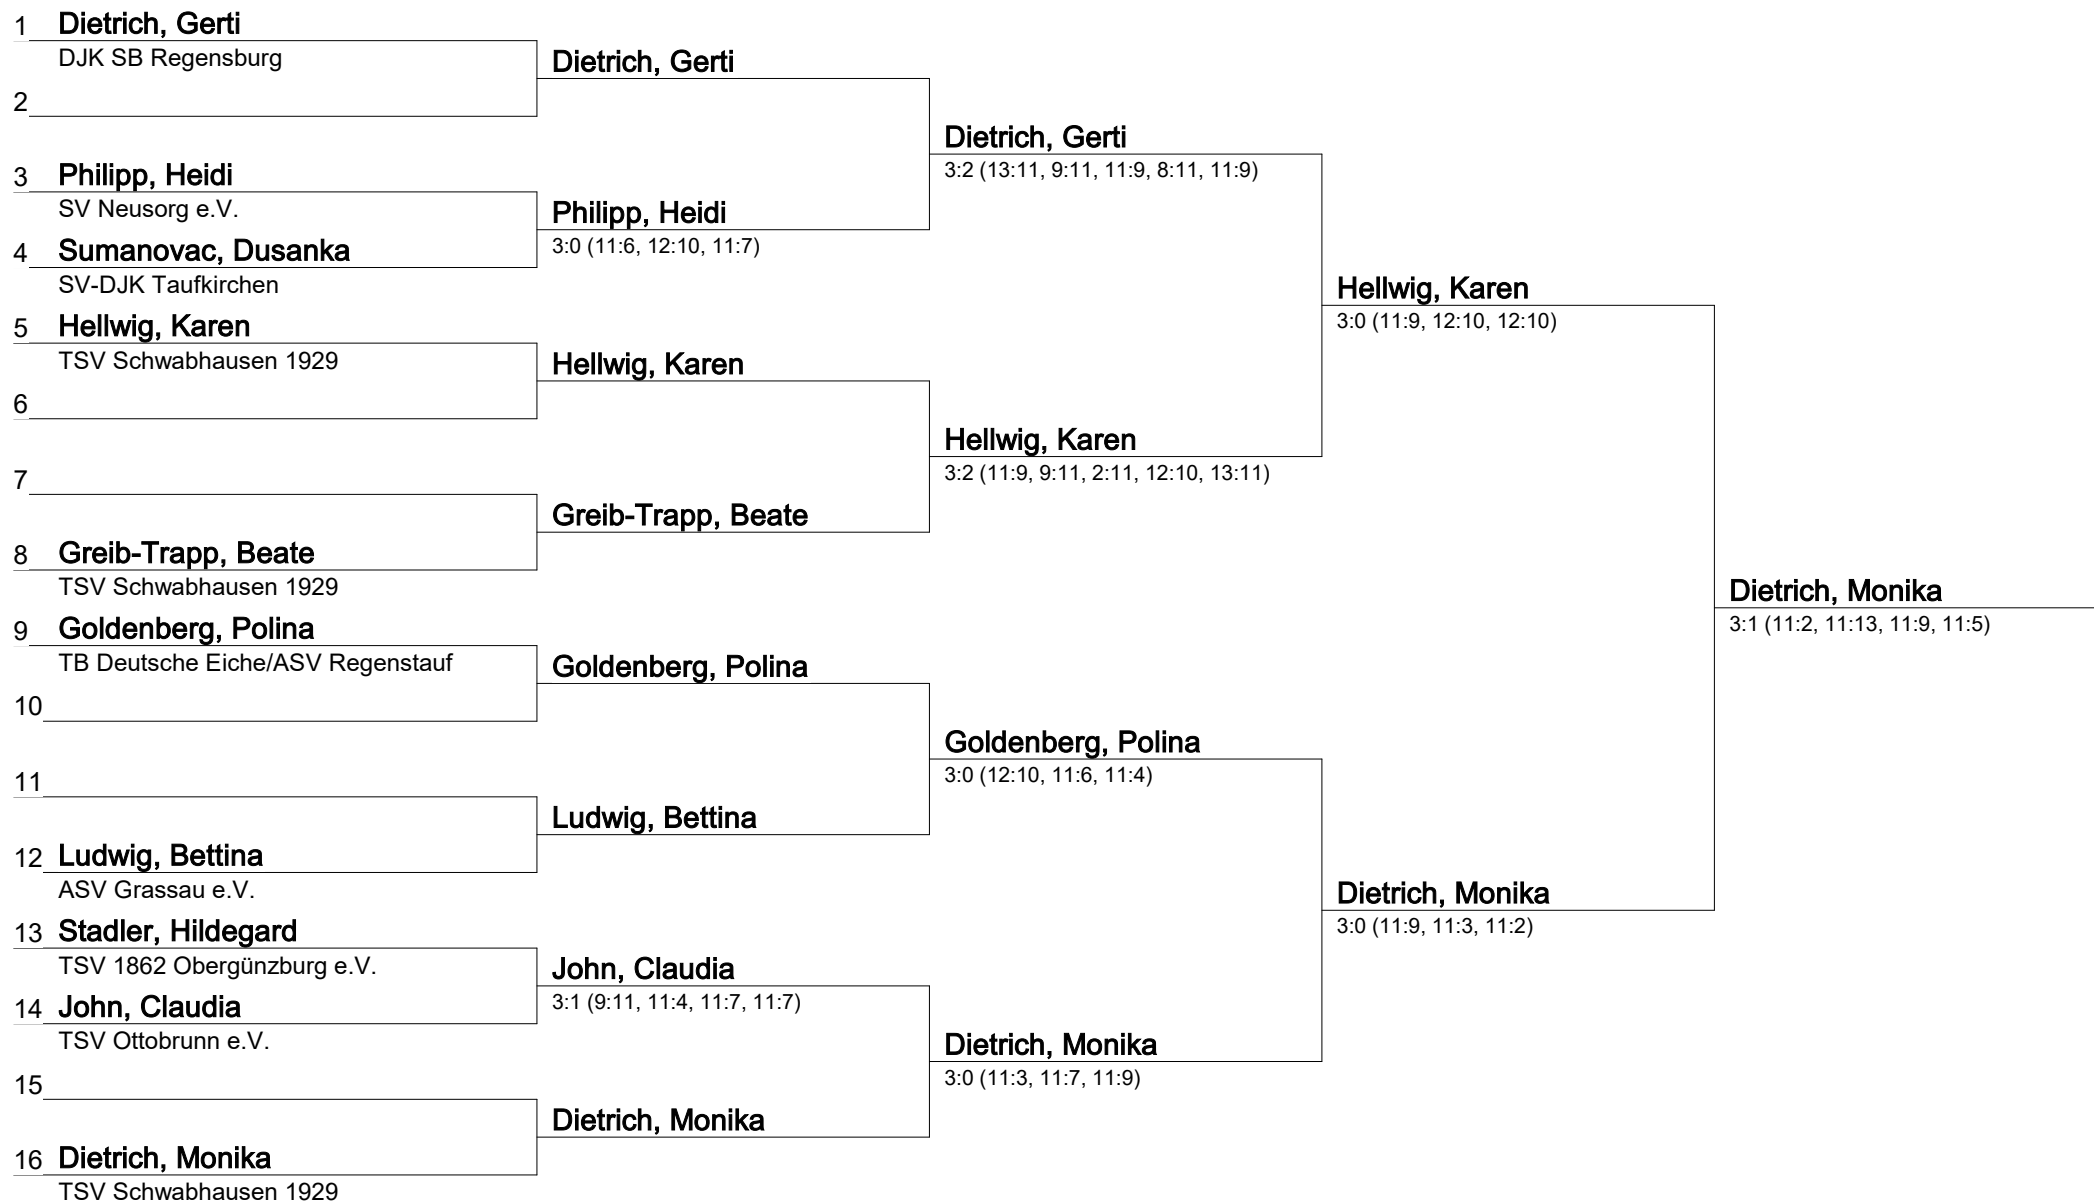 1 Dietrich, Gerti
DJK SB Regensburg
2
3 Philipp, Heidi
SV Neusorg e.V.
4 Sumanovac, Dusanka
SV-DJK Taufkirchen
5 Hellwig, Karen
TSV Schwabhausen 1929
6
7
8 Greib-Trapp, Beate
TSV Schwabhausen 1929
9 Goldenberg, Polina
TB Deutsche Eiche/ASV Regenstauf
10
11
12 Ludwig, Bettina
ASV Grassau e.V.
13 Stadler, Hildegard
TSV 1862 Obergünzburg e.V.
14 John, Claudia
TSV Ottobrunn e.V.
15
16 Dietrich, Monika
TSV Schwabhausen 1929
Dietrich, Gerti
Philipp, Heidi
3:0 (11:6, 12:10, 11:7)
Hellwig, Karen
Greib-Trapp, Beate
Goldenberg, Polina
Ludwig, Bettina
John, Claudia
3:1 (9:11, 11:4, 11:7, 11:7)
Dietrich, Monika
Dietrich, Gerti
3:2 (13:11, 9:11, 11:9, 8:11, 11:9)
Hellwig, Karen
3:2 (11:9, 9:11, 2:11, 12:10, 13:11)
Goldenberg, Polina
3:0 (12:10, 11:6, 11:4)
Dietrich, Monika
3:0 (11:3, 11:7, 11:9)
Hellwig, Karen
3:0 (11:9, 12:10, 12:10)
Dietrich, Monika
3:0 (11:9, 11:3, 11:2)
Dietrich, Monika
3:1 (11:2, 11:13, 11:9, 11:5)